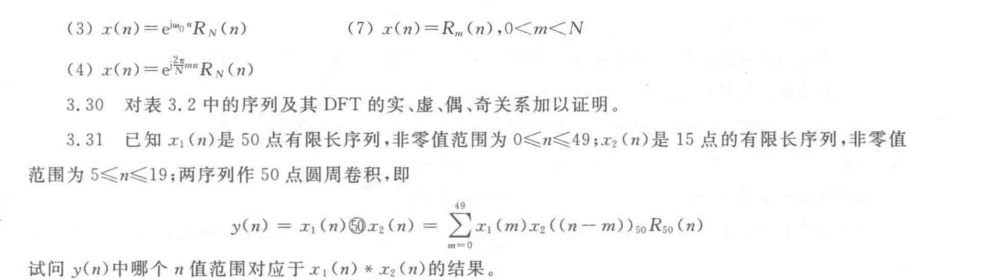 (3) x(n)=e^{jω₀n}R_N(n) (7) x(n)=R_m(n),0<m<N
(4) x(n)=e^{j\frac{2π}{N}mn}R_N(n)
3.30 对表 3.2 中的序列及其 DFT 的实、虚、偶、奇关系加以证明。
3.31 已知 x₁(n)是 50 点有限长序列,非零值范围为 0≤n≤49;x₂(n)是 15 点的有限长序列,非零值
范围为 5≤n≤19;两序列作 50 点圆周卷积,即
y(n) = x₁(n)㊿x₂(n) = \sum_{m=0}^{49} x₁(m)x₂((n−m))₅₀R₅₀(n)
试问 y(n)中哪个 n 值范围对应于 x₁(n) * x₂(n)的结果。